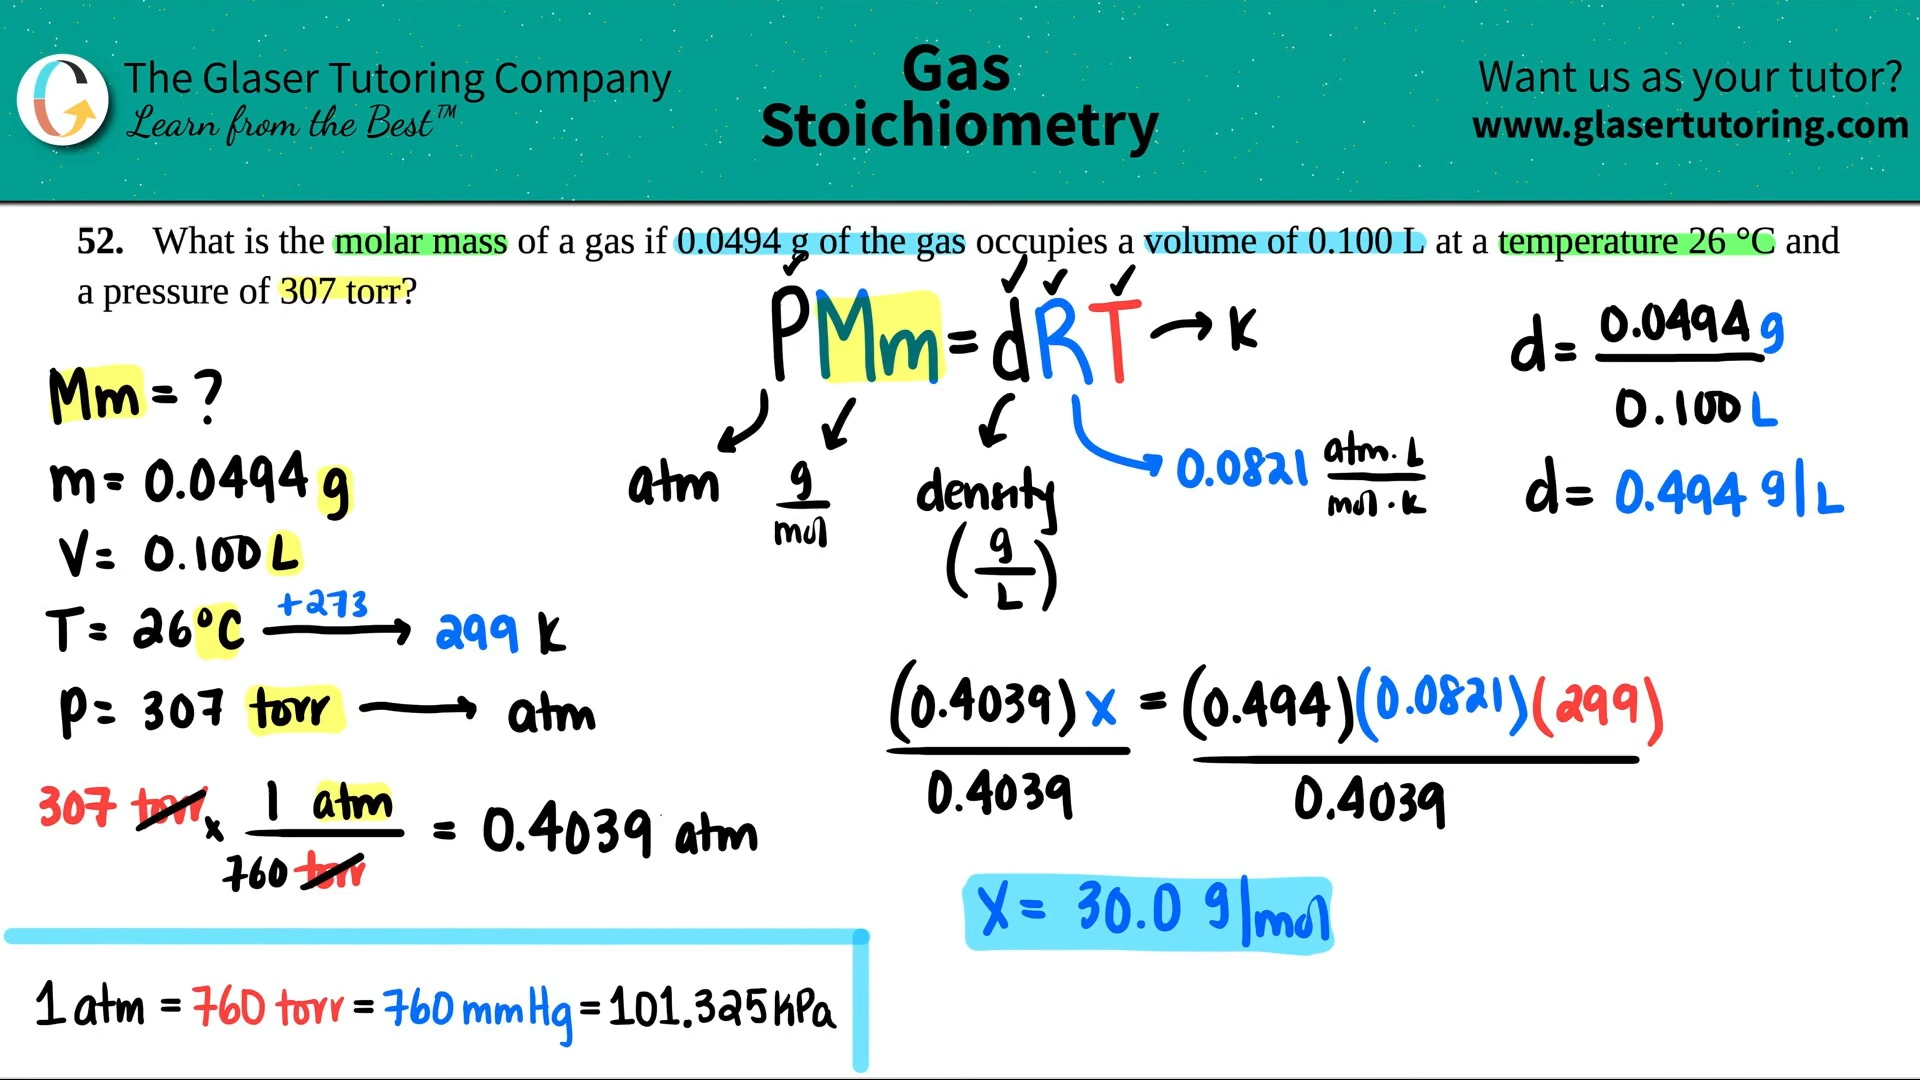 The Glaser Tutoring Company
Learn from the Best™
Gas
Stoichiometry
Want us as your tutor?
www.glasertutoring.com
52. What is the molar mass of a gas if 0.0494 g of the gas occupies a volume of 0.100 L at a temperature 26 °C and
a pressure of 307 torr?
PMm = dRT → K
atm
g
mol
density
(g/L)
0.0821 atm·L
mol·K
d = 0.0494 g
0.100 L
d = 0.494 g/L
Mm = ?
m = 0.0494 g
V = 0.100 L
+273
T = 26°C → 299 K
P = 307 torr → atm
307 torr x 1 atm = 0.4039 atm
760 torr
(0.4039) x = (0.494)(0.0821)(299)
0.4039 0.4039
X = 30.0 g/mol
1 atm = 760 torr = 760 mmHg = 101.325 kPa